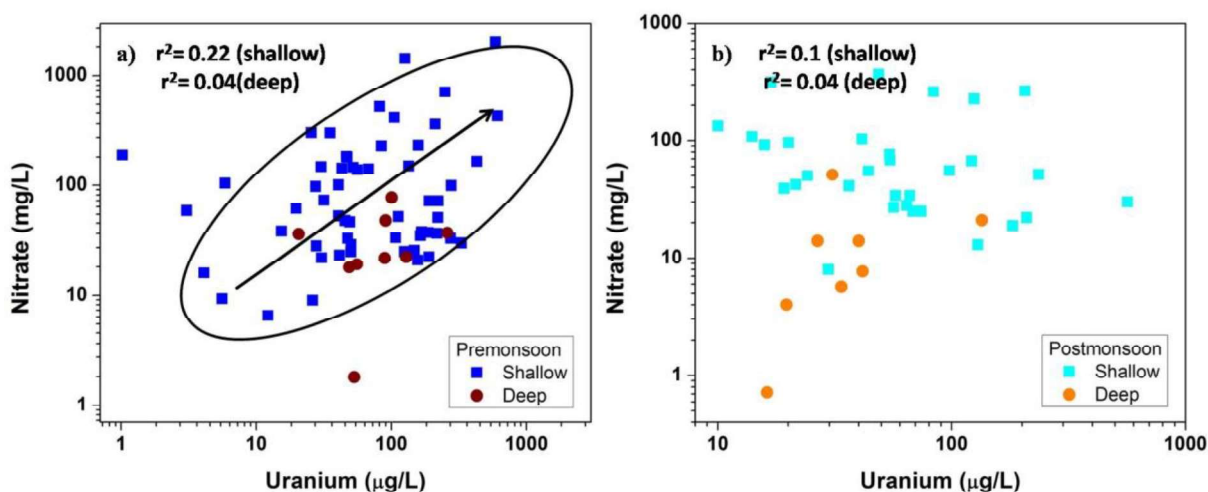 a) r²= 0.22 (shallow)
r²= 0.04(deep)
Nitrate (mg/L)
1000
100
10
1
Premonsoon
Shallow
Deep
1 10 100 1000
Uranium (µg/L)
b) r²= 0.1 (shallow)
r²= 0.04 (deep)
Nitrate (mg/L)
1000
100
10
1
Postmonsoon
Shallow
Deep
10 100 1000
Uranium (µg/L)